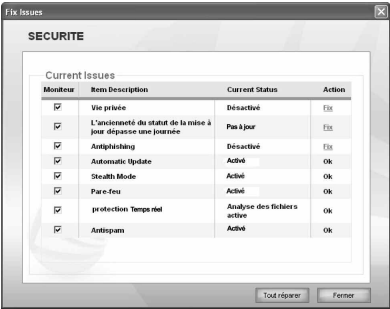 Fix Issues
SECURITE
Current Issues
Moniteur Item Description Current Status Action
Vie privée Désactivé Fix
L'ancienneté du statut de la mise à
jour dépasse une journée Pas à jour Fix
Antiphishing Désactivé Fix
Automatic Update Activé Ok
Stealth Mode Activé Ok
Pare-feu Activé Ok
protection Temps réel Analyse des fichiers
active Ok
Antispam Activé Ok
Tout réparer Fermer